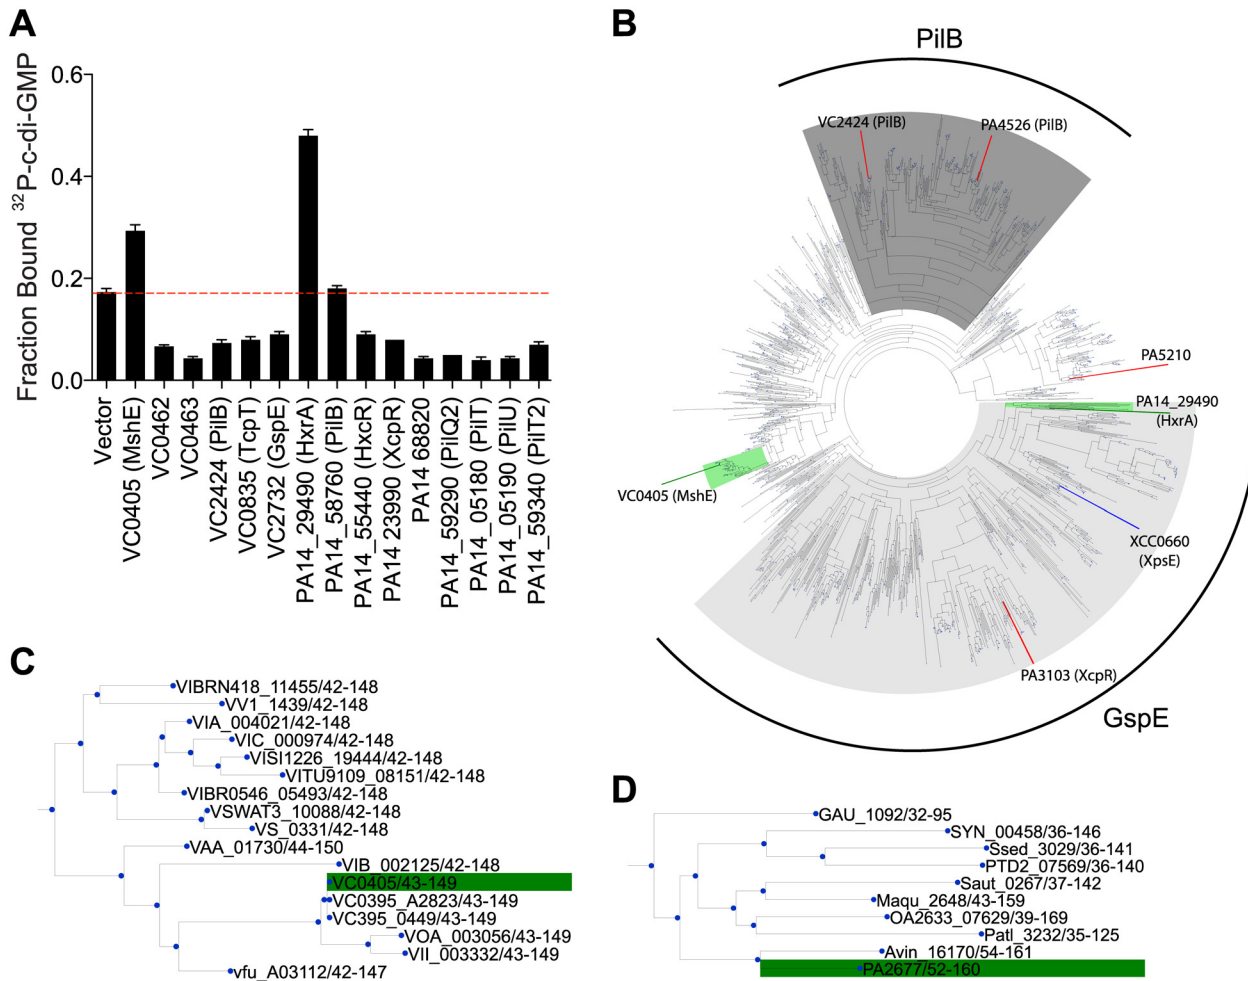 A
Fraction Bound ³²P-c-di-GMP
0.6
0.4
0.2
0.0
Vector
VC0405 (MshE)
VC0462
VC0463
VC2424 (PilB)
VC0835 (TcpT)
VC2732 (GspE)
PA14_29490 (HxrA)
PA14_58760 (PilB)
PA14_55440 (HxcR)
PA14 23990 (XcpR)
PA14 68820
PA14_59290 (PilQ2)
PA14_05180 (PilT)
PA14_05190 (PilU)
PA14_59340 (PilT2)
B
PilB
VC2424 (PilB)
PA4526 (PilB)
PA5210
PA14_29490
(HxrA)
VC0405 (MshE)
XCC0660
(XpsE)
PA3103 (XcpR)
GspE
C
VIBRN418_11455/42-148
VV1_1439/42-148
VIA_004021/42-148
VIC_000974/42-148
VISI1226_19444/42-148
VITU9109_08151/42-148
VIBR0546_05493/42-148
VSWAT3_10088/42-148
VS_0331/42-148
VAA_01730/44-150
VIB_002125/42-148
VC0405/43-149
VC0395_A2823/43-149
VC395_0449/43-149
VOA_003056/43-149
VII_003332/43-149
vfu_A03112/42-147
D
GAU_1092/32-95
SYN_00458/36-146
Ssed_3029/36-141
PTD2_07569/36-140
Saut_0267/37-142
Maqu_2648/43-159
OA2633_07629/39-169
Patl_3232/35-125
Avin_16170/54-161
PA2677/52-160